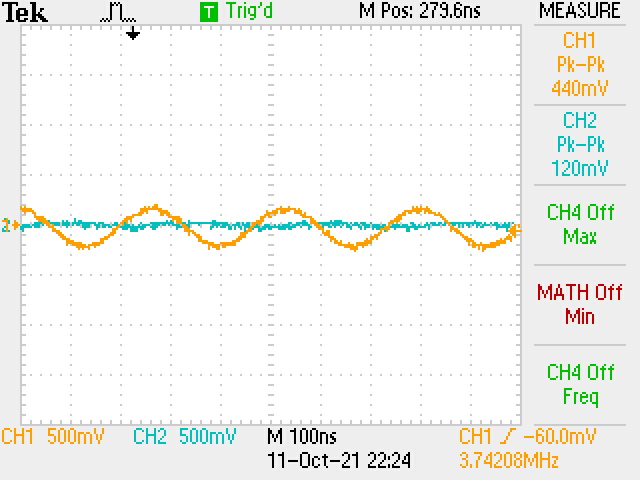 Tek
T Trig'd
M Pos: 279.6ns
MEASURE
CH1
Pk-Pk
440mV
CH2
Pk-Pk
120mV
CH4 Off
Max
MATH Off
Min
CH4 Off
Freq
CH1 500mV
CH2 500mV
M 100ns
CH1 -60.0mV
11-Oct-21 22:24
3.74208MHz